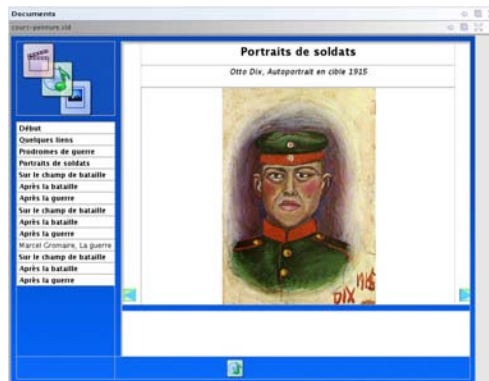 Documents
cours-peinture.xld
Portraits de soldats
Otto Dix, Autoportrait en cible 1915
Début
Quelques liens
Prodromes de guerre
Portraits de soldats
Sur le champ de bataille
Après la bataille
Après la guerre
Sur le champ de bataille
Après la bataille
Après la guerre
Marcel Gromaire, La guerre
Sur le champ de bataille
Après la bataille
Après la guerre
DIX